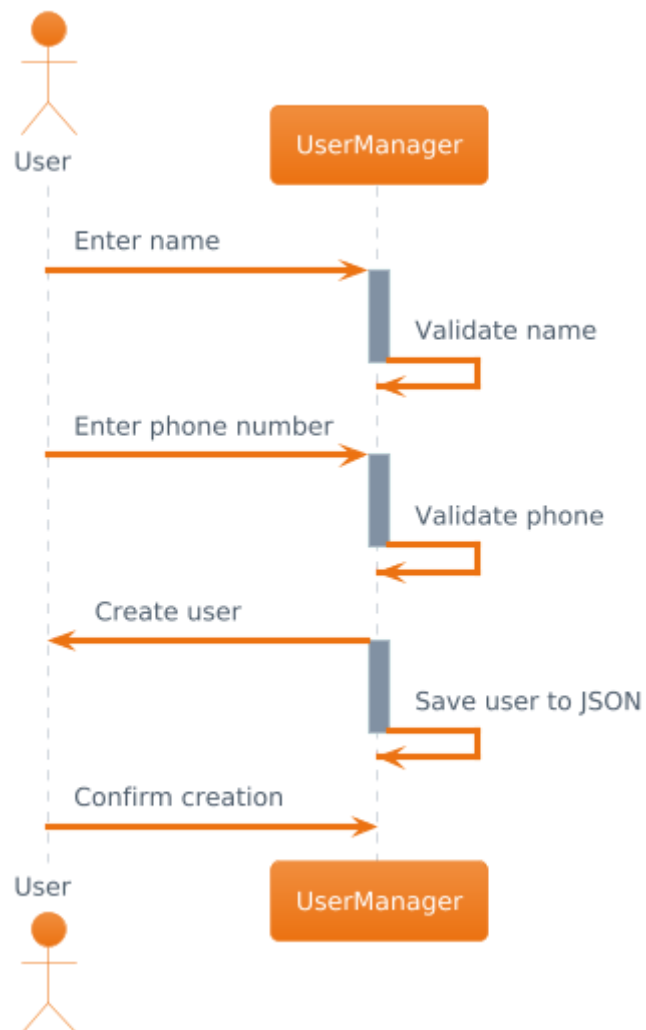 User
UserManager
Enter name
Validate name
Enter phone number
Validate phone
Create user
Save user to JSON
Confirm creation
User
UserManager